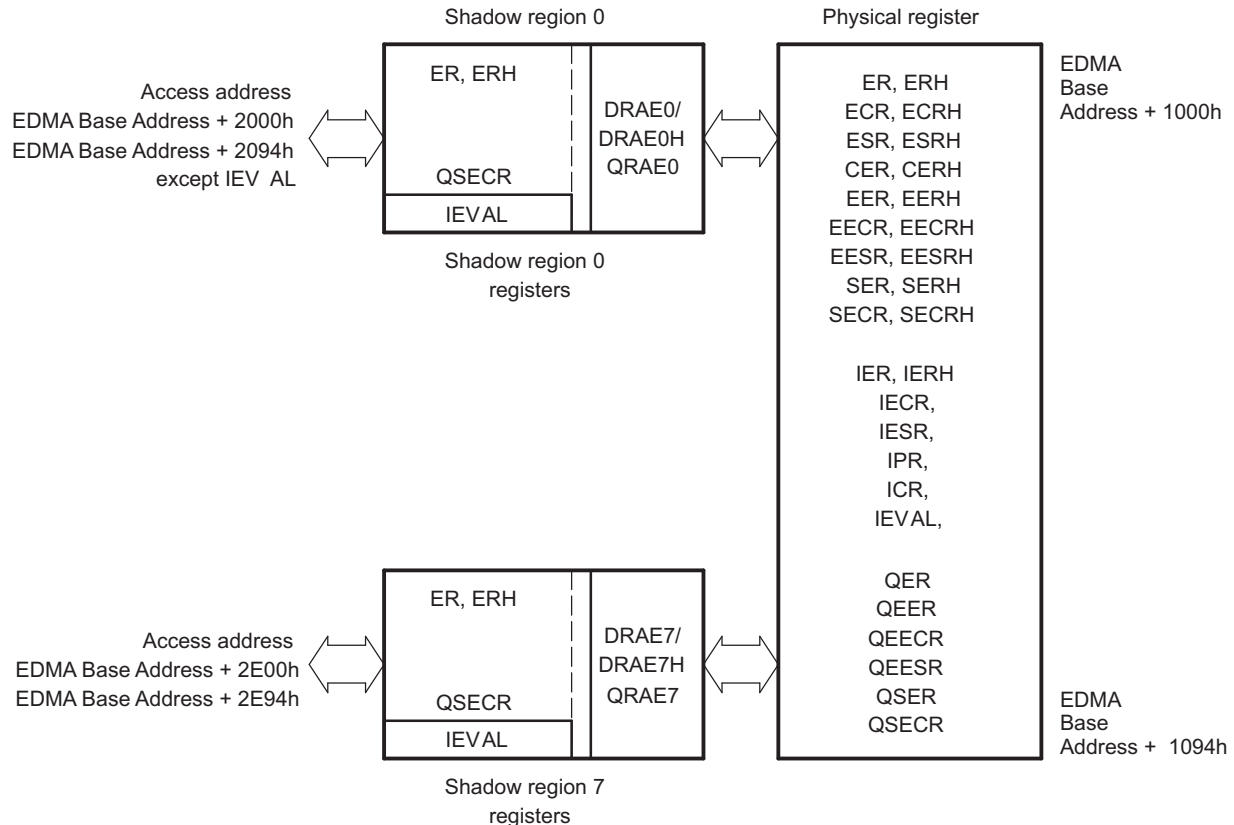 Shadow region 0
Physical register
Access address
EDMA Base Address + 2000h
EDMA Base Address + 2094h
except IEV AL
ER, ERH
QSECR
IEVAL
DRAE0/
DRAE0H
QRAE0
Shadow region 0
registers
ER, ERH
ECR, ECRH
ESR, ESRH
CER, CERH
EER, EERH
EECR, EECRH
EESR, EESRH
SER, SERH
SECR, SECRH
IER, IERH
IECR,
IESR,
IPR,
ICR,
IEVAL,
QER
QEER
QEECR
QEESR
QSER
QSECR
EDMA
Base
Address + 1000h
Access address
EDMA Base Address + 2E00h
EDMA Base Address + 2E94h
ER, ERH
QSECR
IEVAL
DRAE7/
DRAE7H
QRAE7
Shadow region 7
registers
EDMA
Base
Address + 1094h